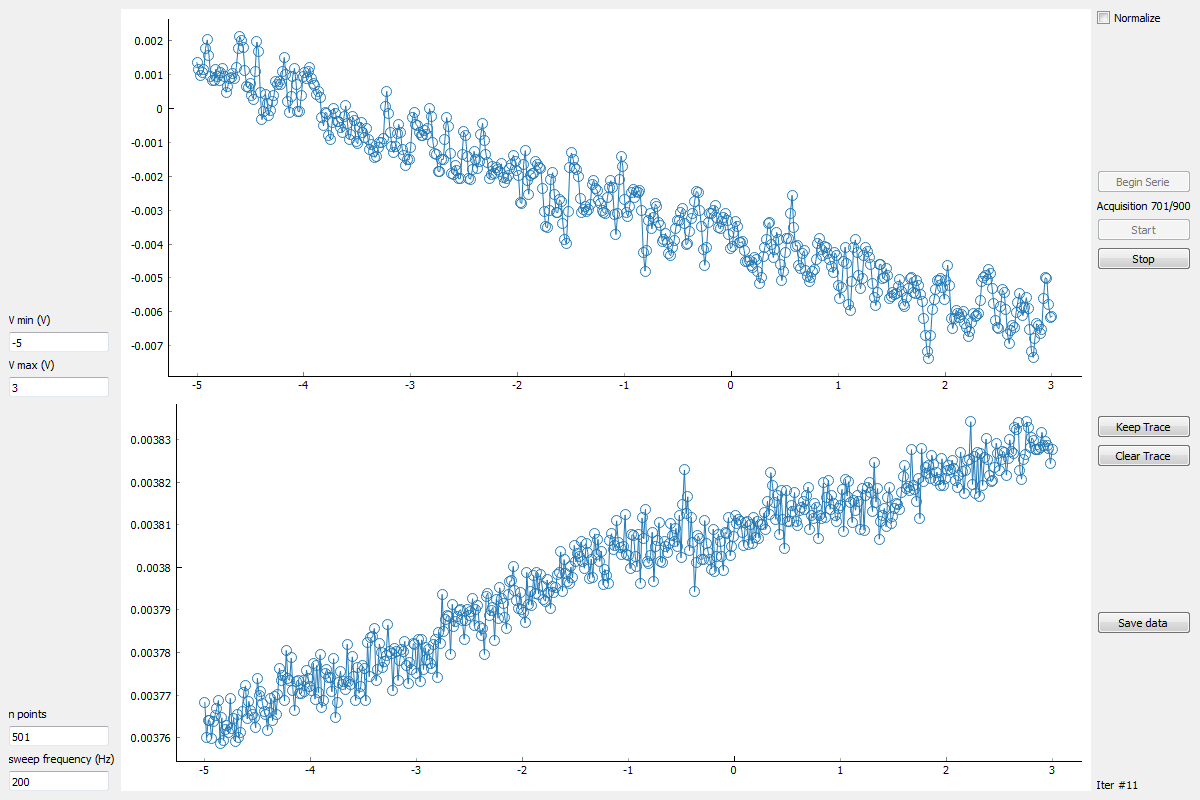 Normalize
0.002
0.001
0
-0.001
-0.002
-0.003
-0.004
-0.005
-0.006
-0.007
-5 -4 -3 -2 -1 0 1 2 3
Begin Serie
Acquisition 701/900
Start
Stop
V min (V)
-5
V max (V)
3
0.00383
0.00382
0.00381
0.0038
0.00379
0.00378
0.00377
0.00376
-5 -4 -3 -2 -1 0 1 2 3
Keep Trace
Clear Trace
Save data
n points
501
sweep frequency (Hz)
200
Iter #11